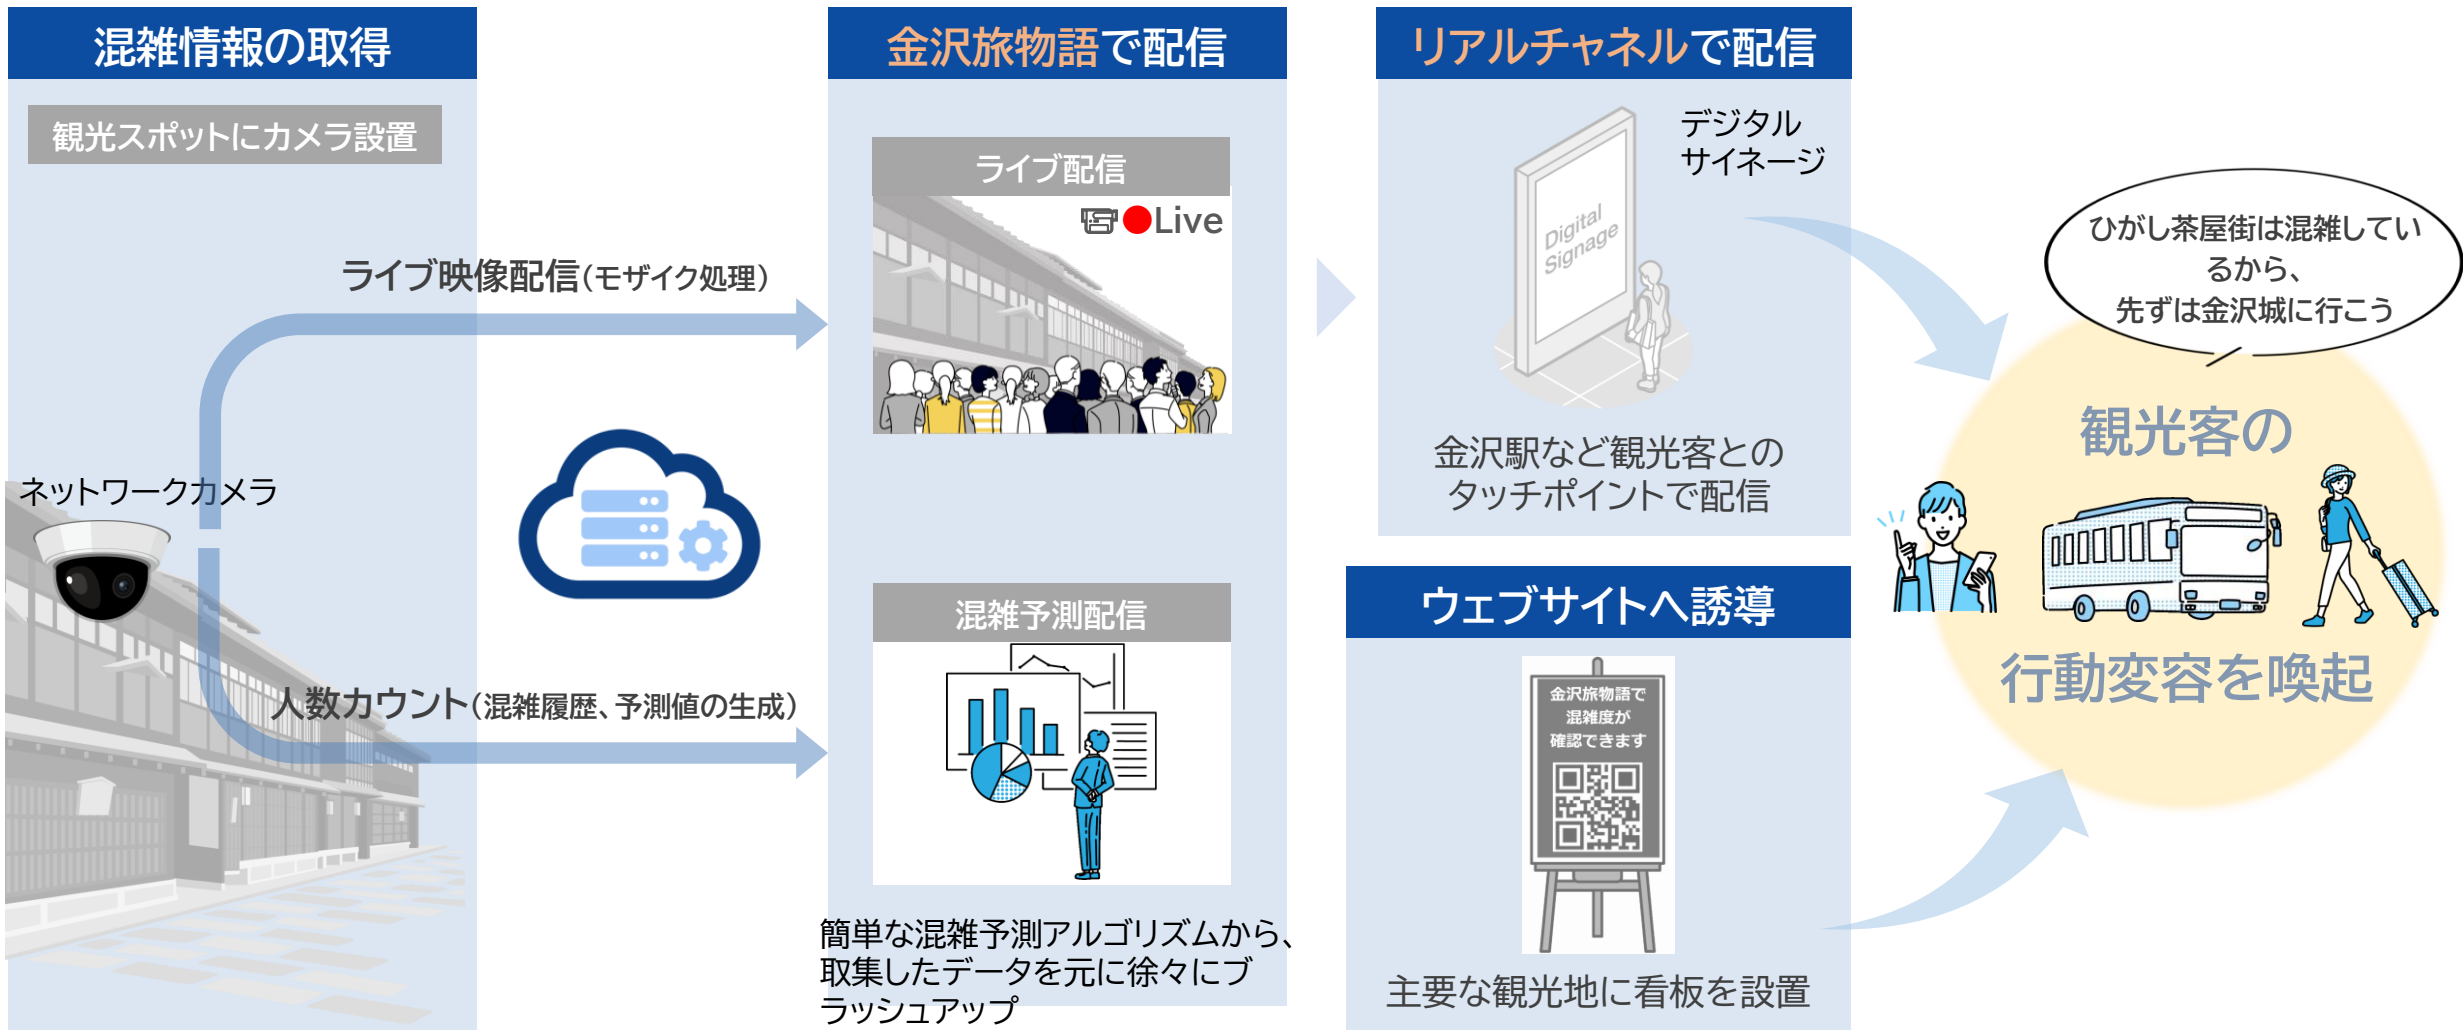 混雑情報の取得
観光スポットにカメラ設置
ネットワークカメラ
ライブ映像配信(モザイク処理)
人数カウント(混雑履歴、予測値の生成)
金沢旅物語で配信
ライブ配信
Live
混雑予測配信
簡単な混雑予測アルゴリズムから、
取集したデータを元に徐々にブ
ラッシュアップ
リアルチャネルで配信
デジタル
サイネージ
Digital
Signage
金沢駅など観光客との
タッチポイントで配信
ウェブサイトへ誘導
金沢旅物語で
混雑度が
確認できます
主要な観光地に看板を設置
ひがし茶屋街は混雑してい
るから、
先ずは金沢城に行こう
観光客の
行動変容を喚起